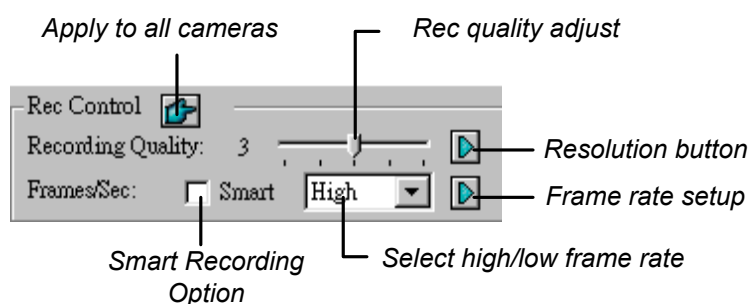 Apply to all cameras
Rec quality adjust
Rec Control
Recording Quality: 3
Resolution button
Frames/Sec: Smart High
Frame rate setup
Smart Recording
Option
Select high/low frame rate